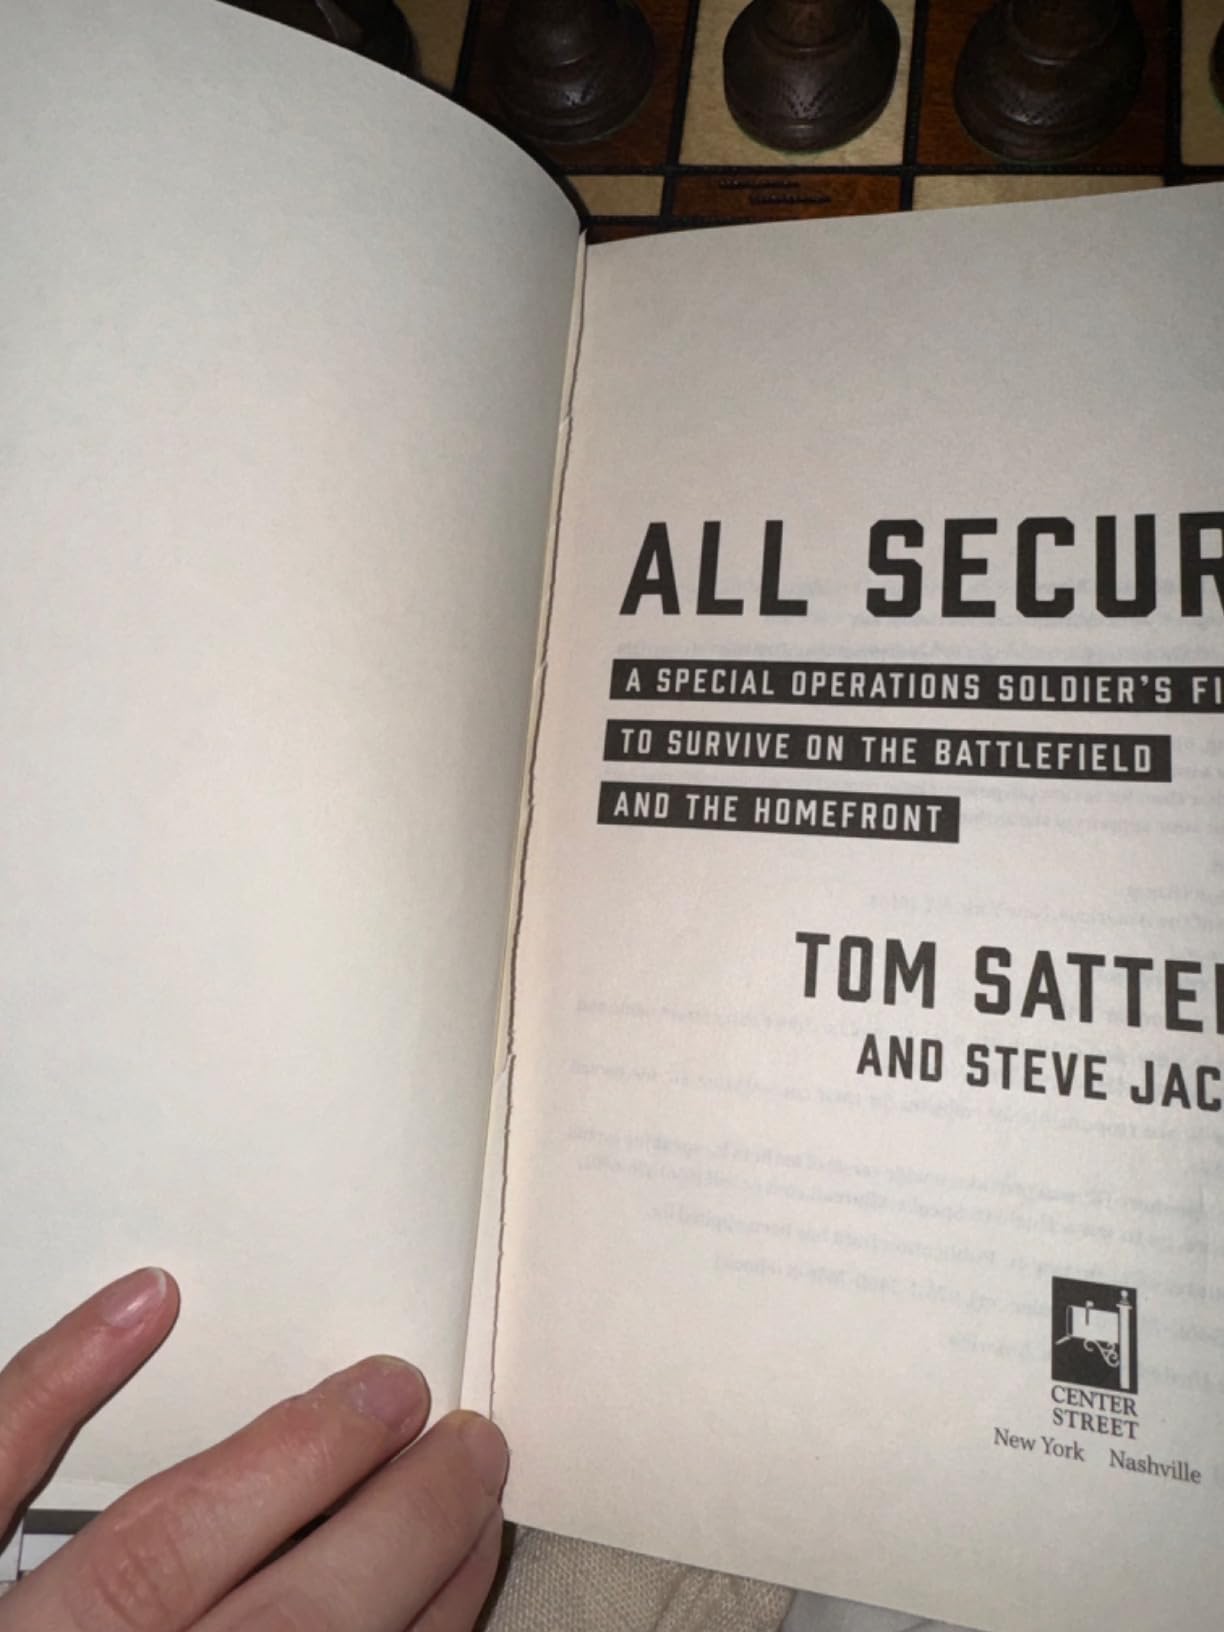 ALL SECUR
A SPECIAL OPERATIONS SOLDIER'S FI
TO SURVIVE ON THE BATTLEFIELD
AND THE HOMEFRONT
TOM SATTE
AND STEVE JAC
CENTER
STREET
New York Nashville